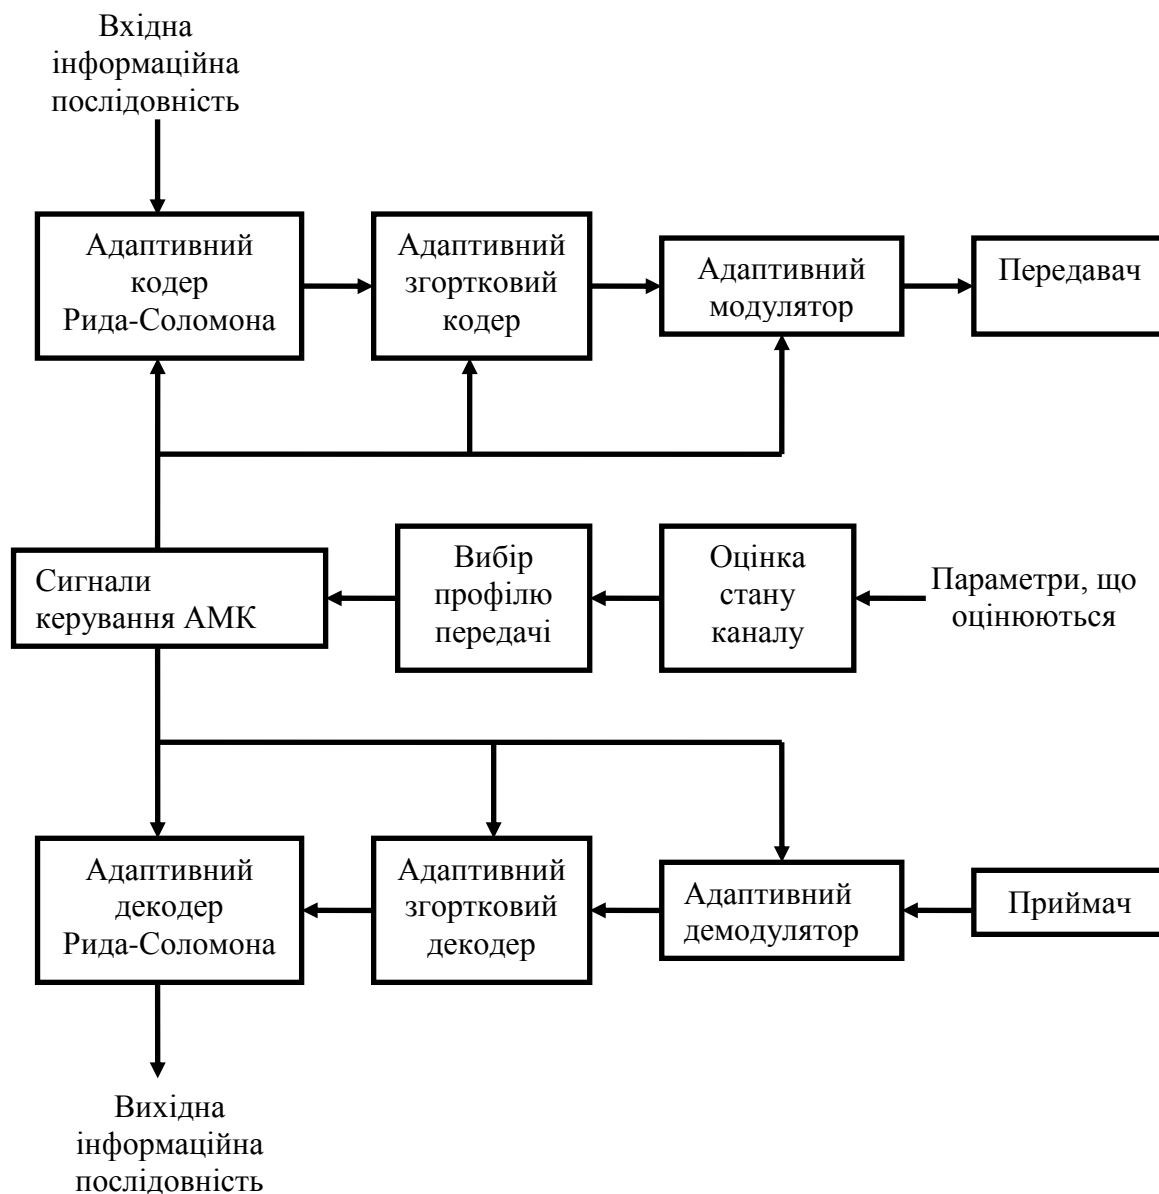 Вхідна
інформаційна
послідовність
Адаптивний
кодер
Рида-Соломона
Адаптивний
згортковий
кодер
Адаптивний
модулятор
Передавач
Сигнали
керування АМК
Вибір
профілю
передачі
Оцінка
стану
каналу
Параметри, що
оцінюються
Адаптивний
декодер
Рида-Соломона
Адаптивний
згортковий
декодер
Адаптивний
демодулятор
Приймач
Вихідна
інформаційна
послідовність